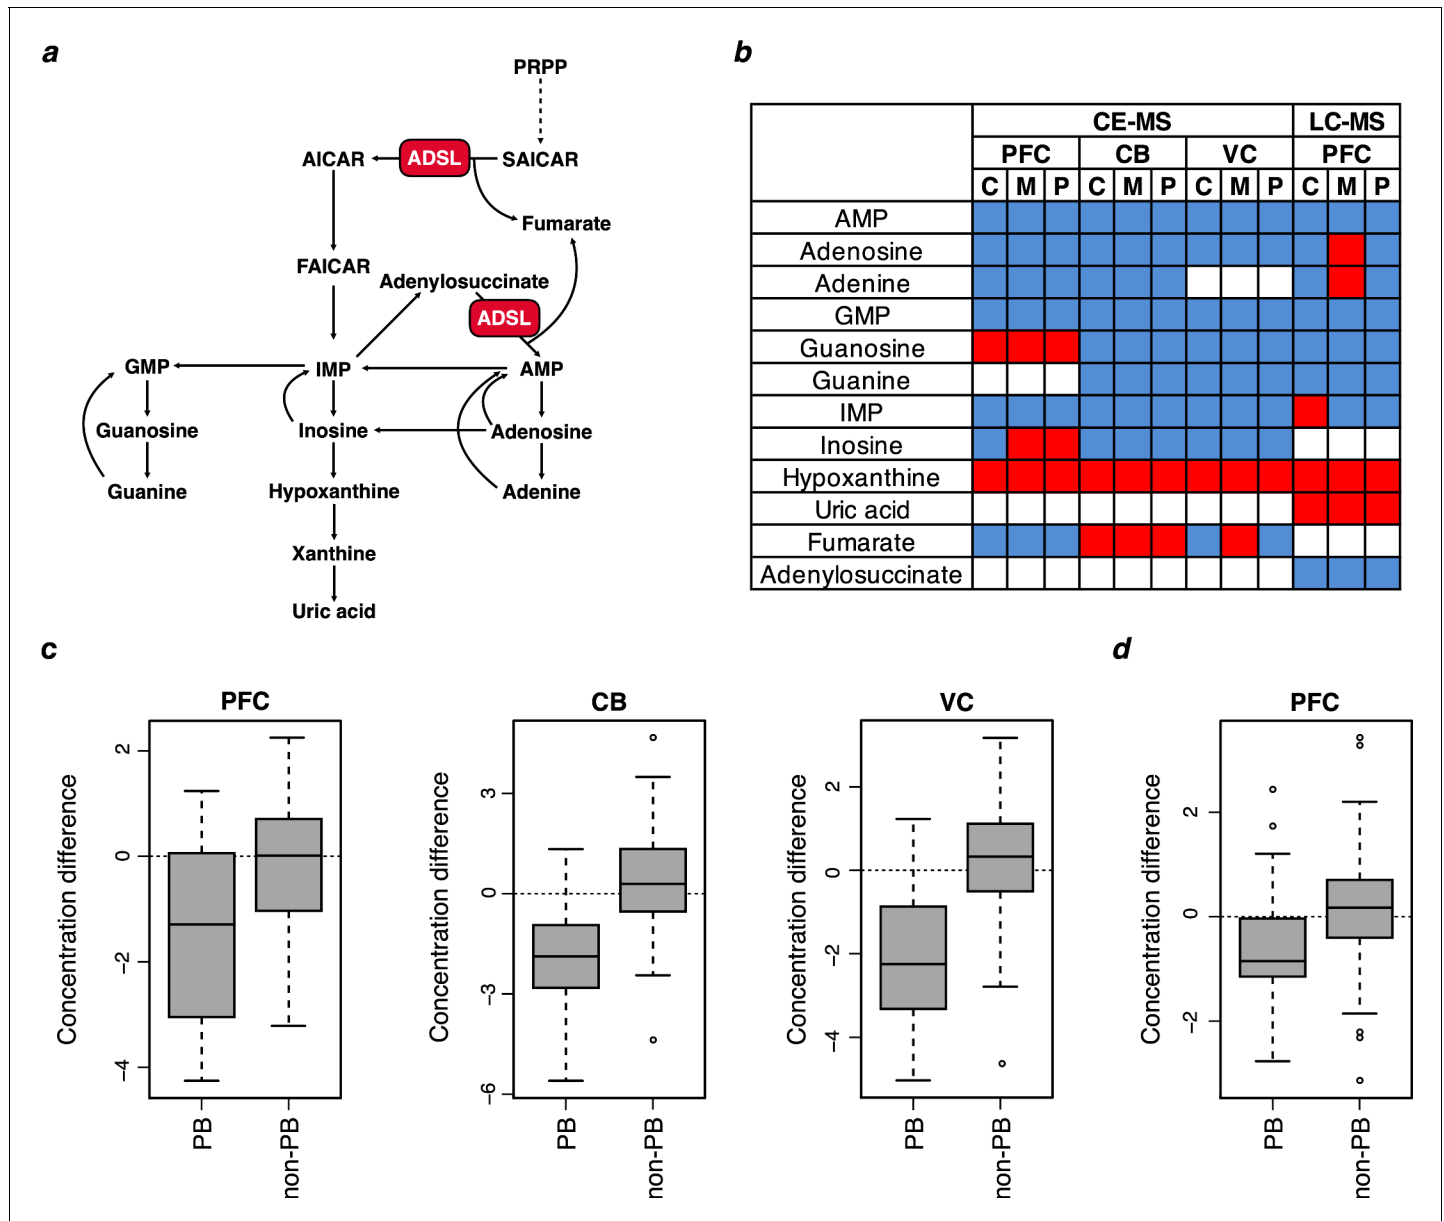 a
PRPP
AICAR ADSL SAICAR
Fumarate
FAICAR
Adenylosuccinate
ADSL
GMP IMP AMP
Guanosine Inosine Adenosine
Guanine Hypoxanthine Adenine
Xanthine
Uric acid
b
CE-MS LC-MS
PFC CB VC PFC
C M P C M P C M P C M P
AMP
Adenosine
Adenine
GMP
Guanosine
Guanine
IMP
Inosine
Hypoxanthine
Uric acid
Fumarate
Adenylosuccinate
c
PFC
Concentration difference
2
0
−2
−4
PB
non-PB
CB
Concentration difference
3
0
−3
−6
PB
non-PB
VC
Concentration difference
2
0
−2
−4
PB
non-PB
d
PFC
Concentration difference
2
0
−2
PB
non-PB